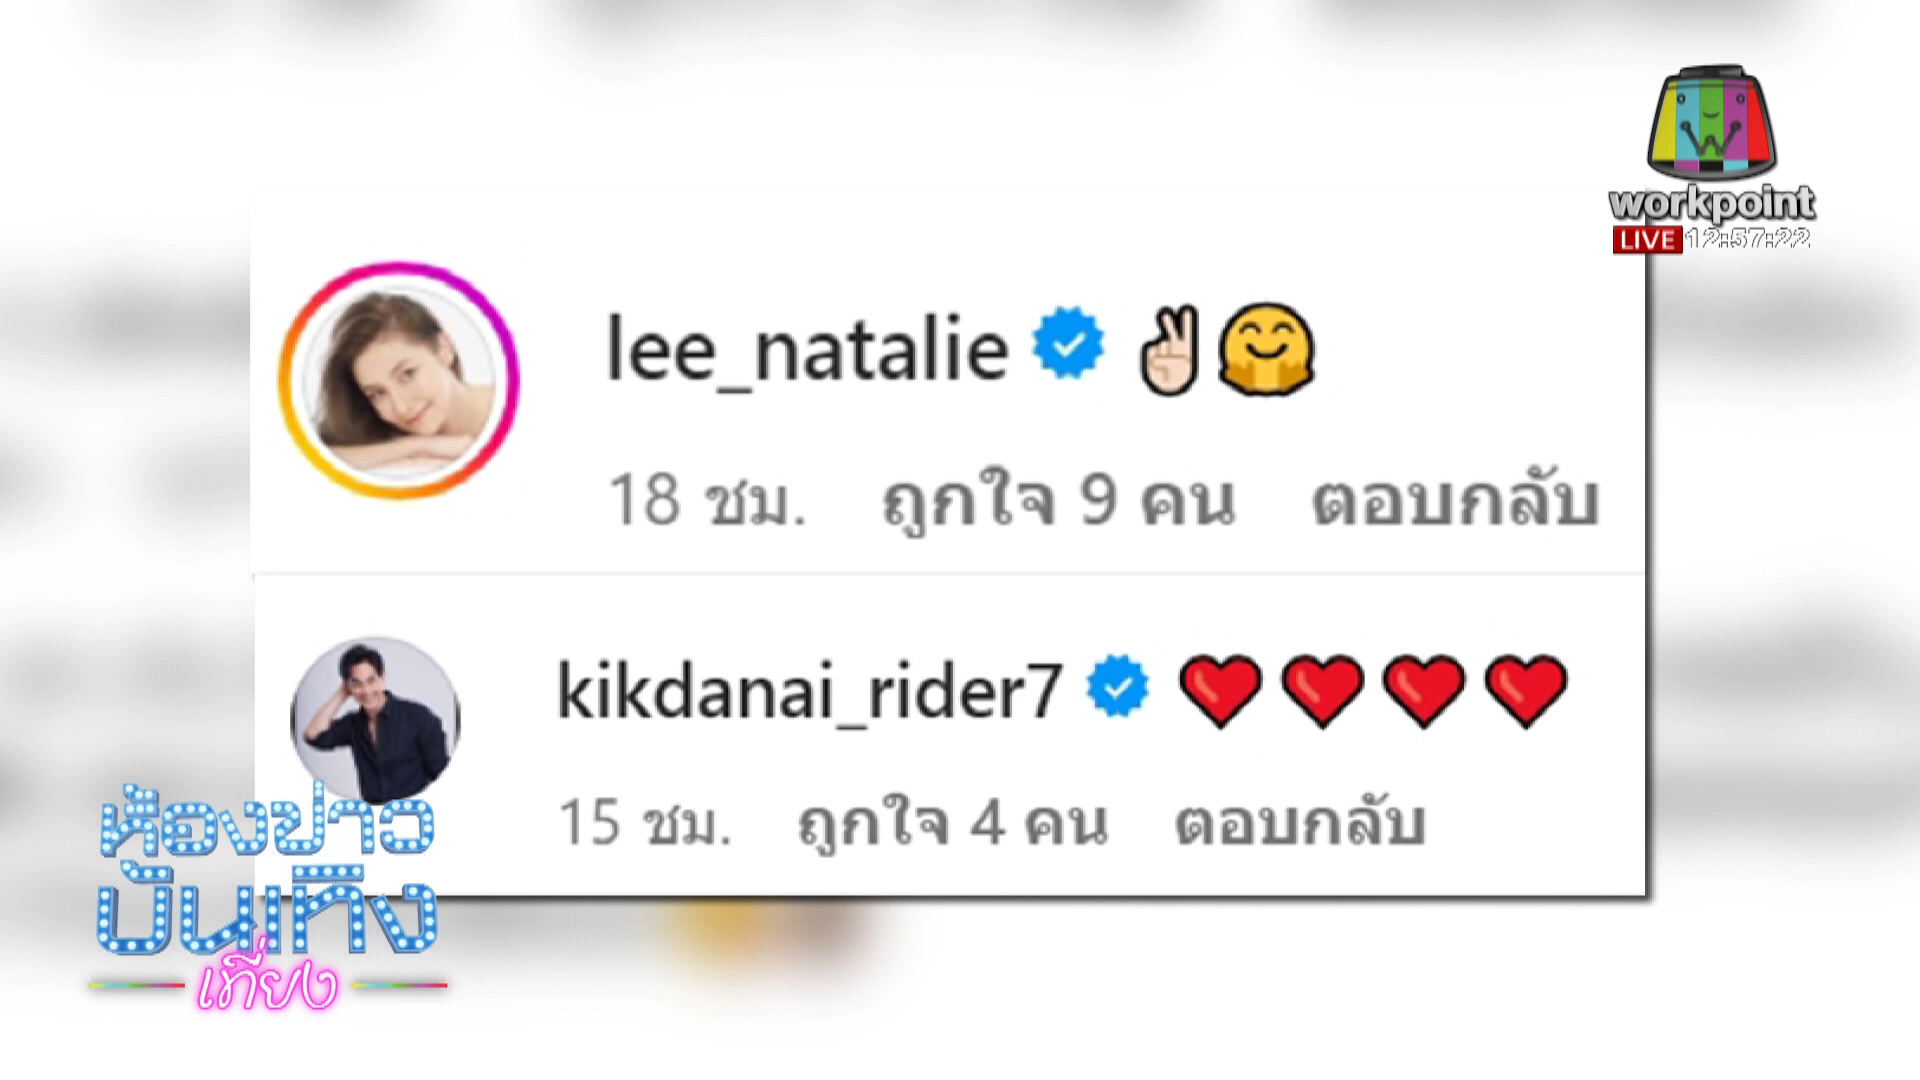 workpoint
LIVE 12:57:22
lee_natalie ✌🏻🤗
18 ชม. ถูกใจ 9 คน ตอบกลับ
kikdanai_rider7 ❤️❤️❤️❤️
15 ชม. ถูกใจ 4 คน ตอบกลับ
ห้องข่าว
บันเทิง
เที่ยง